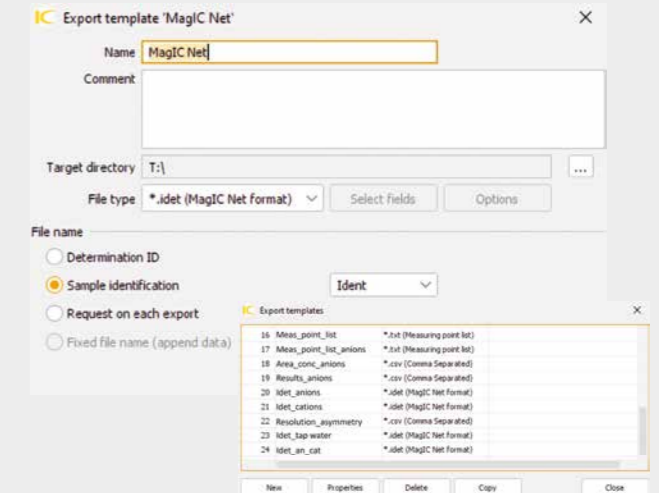 IC Export template 'MagIC Net'
Name MagIC Net
Comment
Target directory T:\ ...
File type *.idet (MagIC Net format) Select fields Options
File name
Determination ID
Sample identification Ident
Request on each export
Fixed file name (append data)
IC Export templates
16 Meas_point_list *.txt (Measuring point list)
17 Meas_point_list_anions *.txt (Measuring point list)
18 Area_conc_anions *.csv (Comma Separated)
19 Results_anions *.csv (Comma Separated)
20 Idet_anions *.idet (MagIC Net format)
21 Idet_cations *.idet (MagIC Net format)
22 Resolution_asymmetry *.csv (Comma Separated)
23 Idet_tap water *.idet (MagIC Net format)
24 Idet_an_cat *.idet (MagIC Net format)
New Properties Delete Copy Close